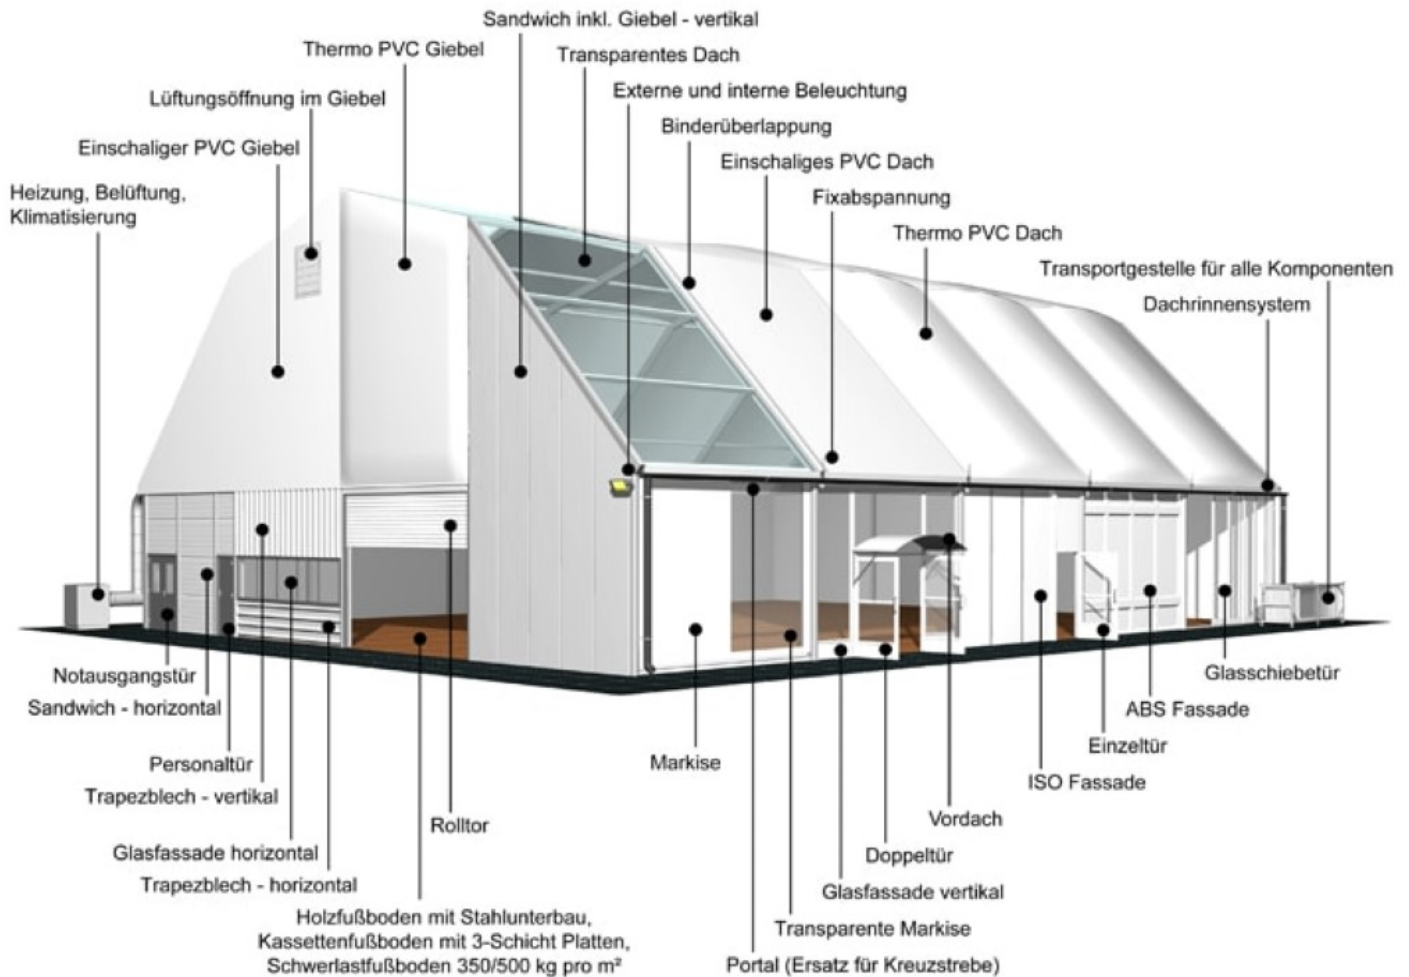 Sandwich inkl. Giebel - vertikal
Thermo PVC Giebel
Transparentes Dach
Lüftungsöffnung im Giebel
Externe und interne Beleuchtung
Binderüberlappung
Einschaliger PVC Giebel
Einschaliges PVC Dach
Heizung, Belüftung,
Klimatisierung
Fixabspannung
Thermo PVC Dach
Transportgestelle für alle Komponenten
Dachrinnensystem
Notausgangstür
Sandwich - horizontal
Personaltür
Trapezblech - vertikal
Glasfassade horizontal
Trapezblech - horizontal
Rolltor
Holzfußboden mit Stahlunterbau,
Kassettenfußboden mit 3-Schicht Platten,
Schwerlastfußboden 350/500 kg pro m²
Markise
Glasschiebetür
ABS Fassade
Einzeltür
ISO Fassade
Vordach
Doppeltür
Glasfassade vertikal
Transparente Markise
Portal (Ersatz für Kreuzstrebe)